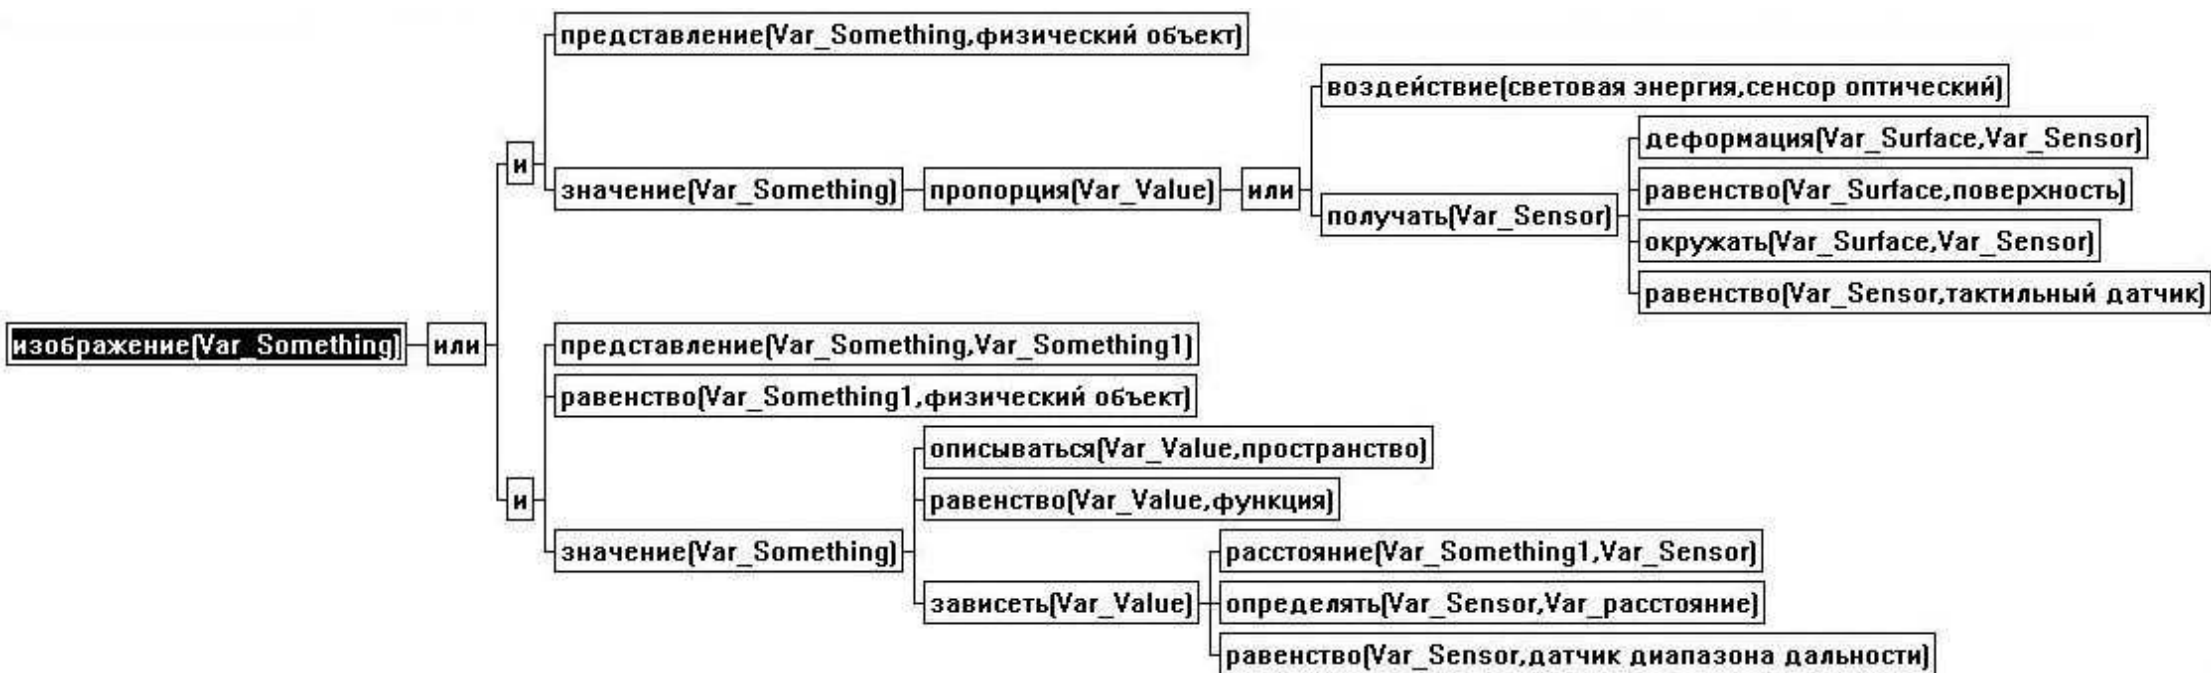 представление(Var_Something,физический объект)
воздействие(световая энергия,сенсор оптический)
деформация(Var_Surface,Var_Sensor)
и
значение(Var_Something)
пропорция(Var_Value)
или
равенство(Var_Surface,поверхность)
получать(Var_Sensor)
окружать(Var_Surface,Var_Sensor)
равенство(Var_Sensor,тактильный датчик)
изображение(Var_Something)
или
представление(Var_Something,Var_Something1)
равенство(Var_Something1,физический объект)
описываться(Var_Value,пространство)
и
равенство(Var_Value,функция)
значение(Var_Something)
расстояние(Var_Something1,Var_Sensor)
зависеть(Var_Value)
определять(Var_Sensor,Var_расстояние)
равенство(Var_Sensor,датчик диапазона дальности)